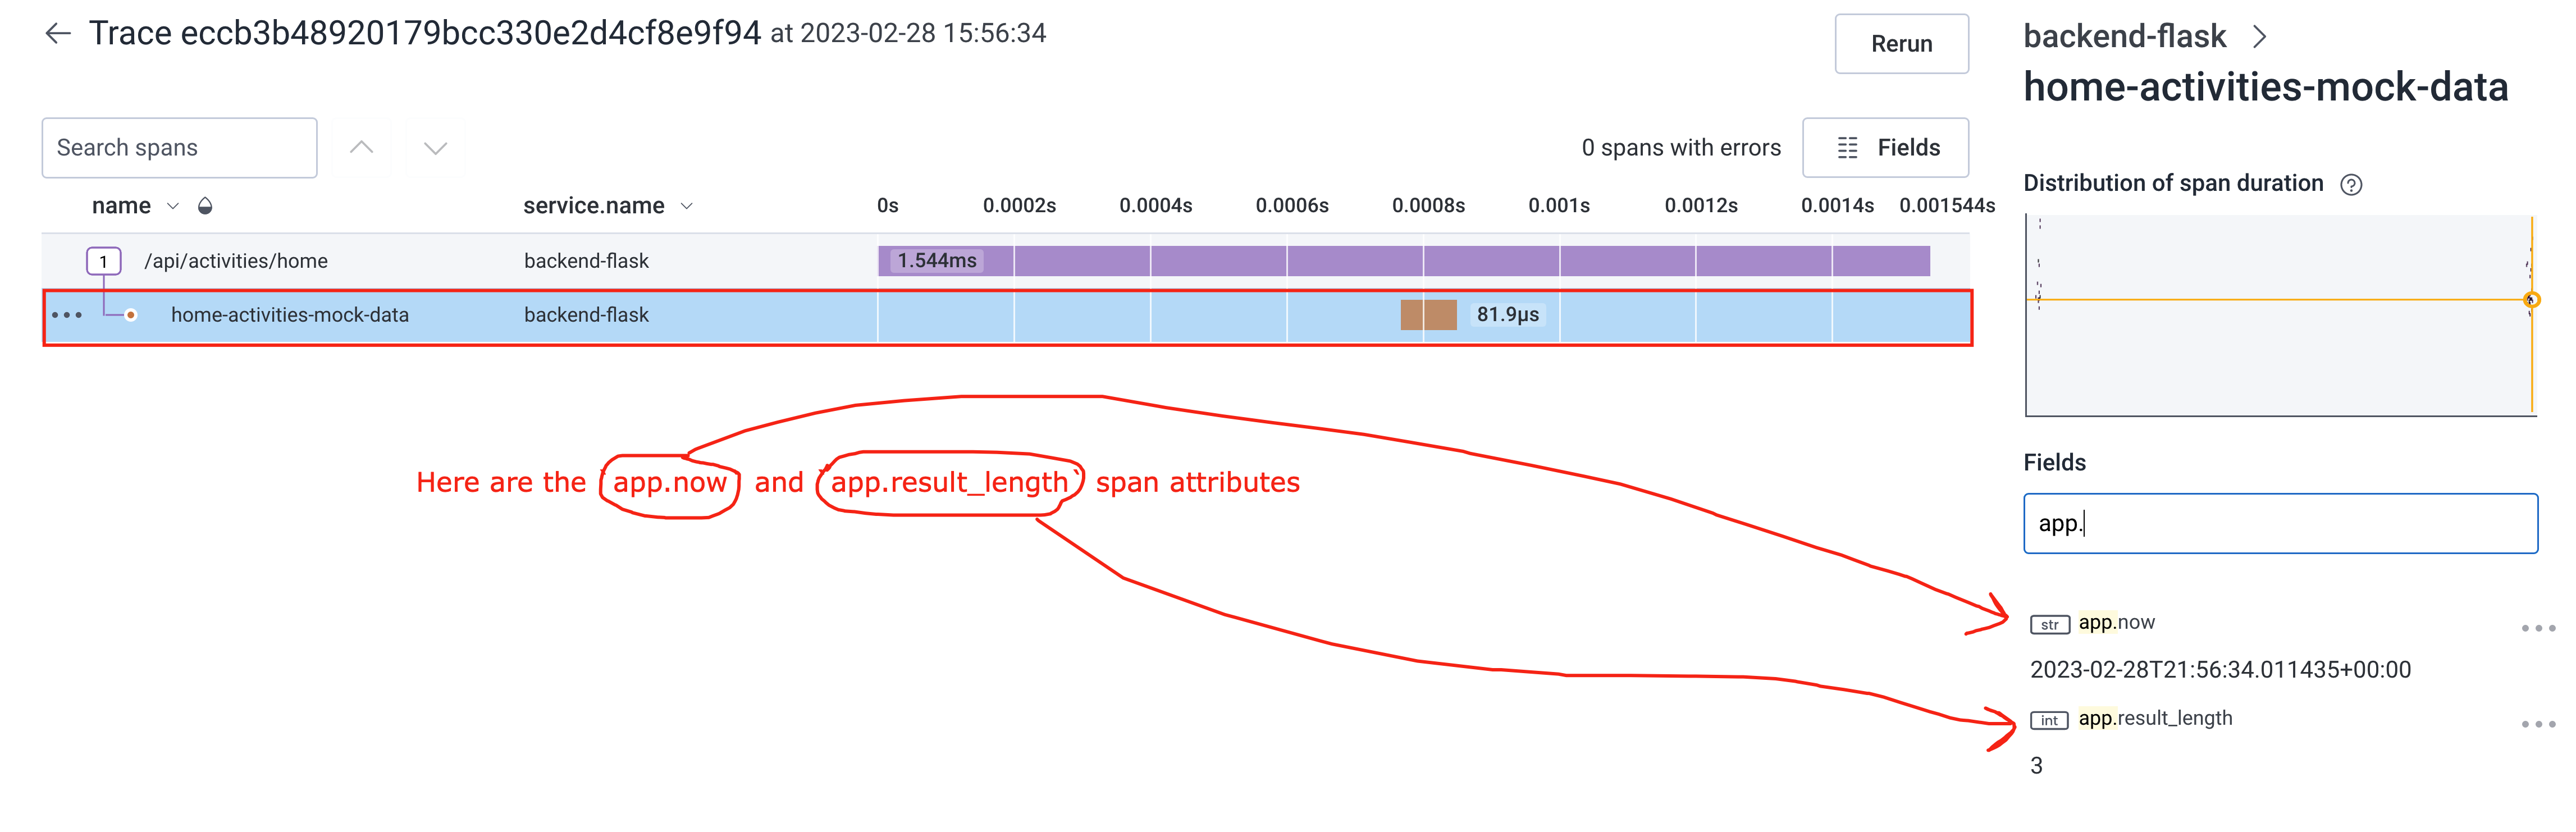 Trace eccb3b48920179bcc330e2d4cf8e9f94 at 2023-02-28 15:56:34
Rerun
Search spans
0 spans with errors
Fields
name service.name 0s 0.0002s 0.0004s 0.0006s 0.0008s 0.001s 0.0012s 0.0014s 0.001544s
1 /api/activities/home backend-flask 1.544ms
home-activities-mock-data backend-flask 81.9µs
Here are the `app.now` and `app.result_length` span attributes
backend-flask
home-activities-mock-data
Distribution of span duration ?
Fields
app.
str app.now
2023-02-28T21:56:34.011435+00:00
int app.result_length
3